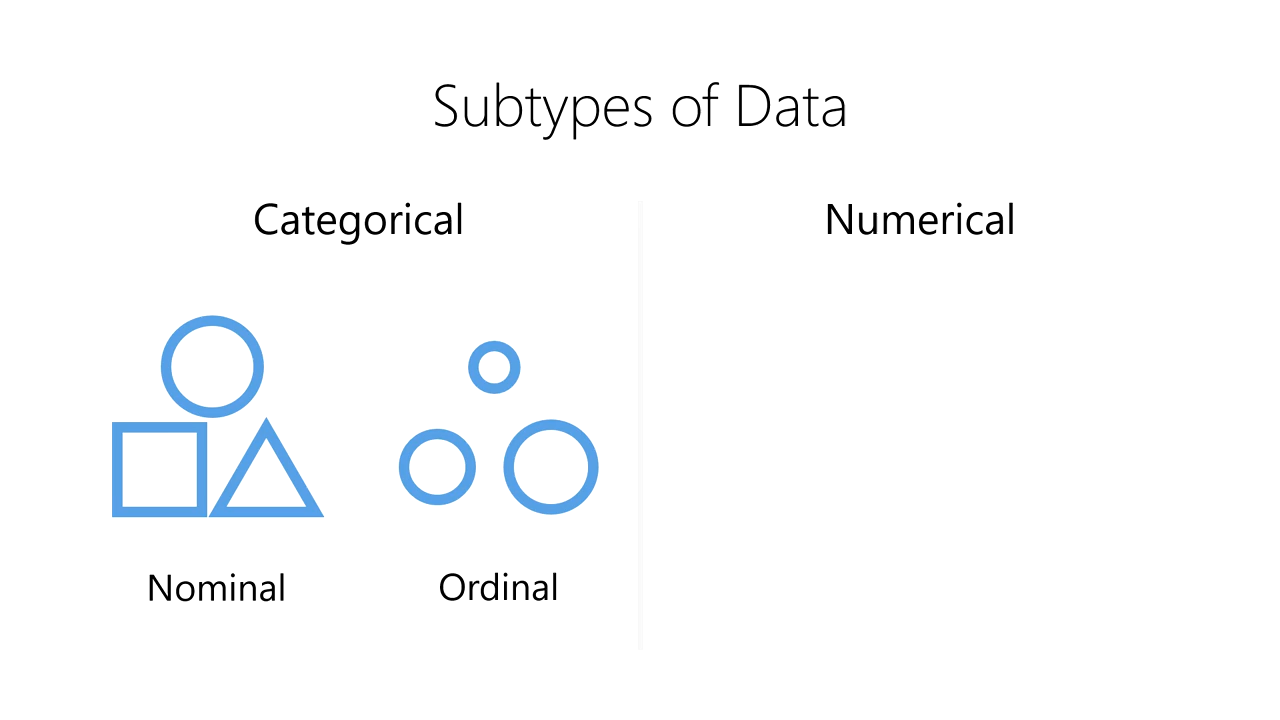 Subtypes of Data
Categorical
Numerical
Nominal
Ordinal